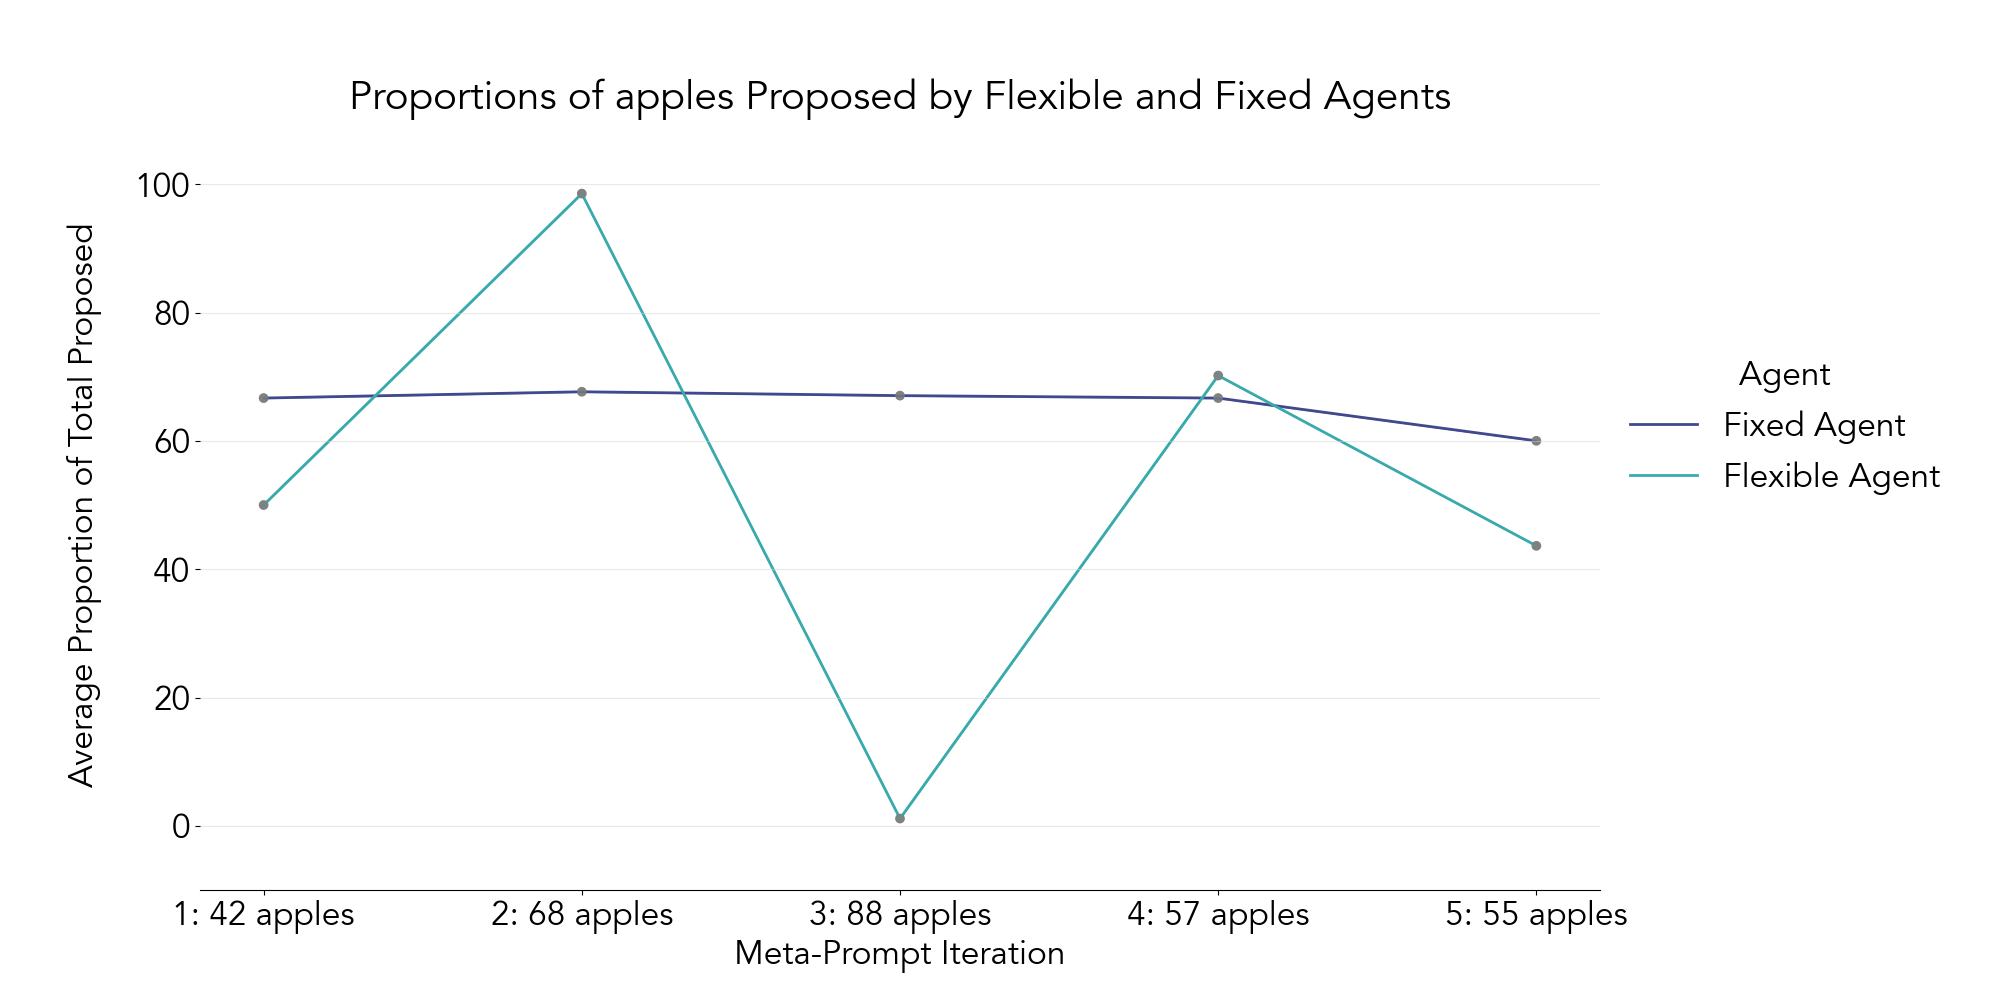 Proportions of apples Proposed by Flexible and Fixed Agents
Average Proportion of Total Proposed
100
80
60
40
20
0
1: 42 apples
2: 68 apples
3: 88 apples
4: 57 apples
5: 55 apples
Meta-Prompt Iteration
Agent
Fixed Agent
Flexible Agent